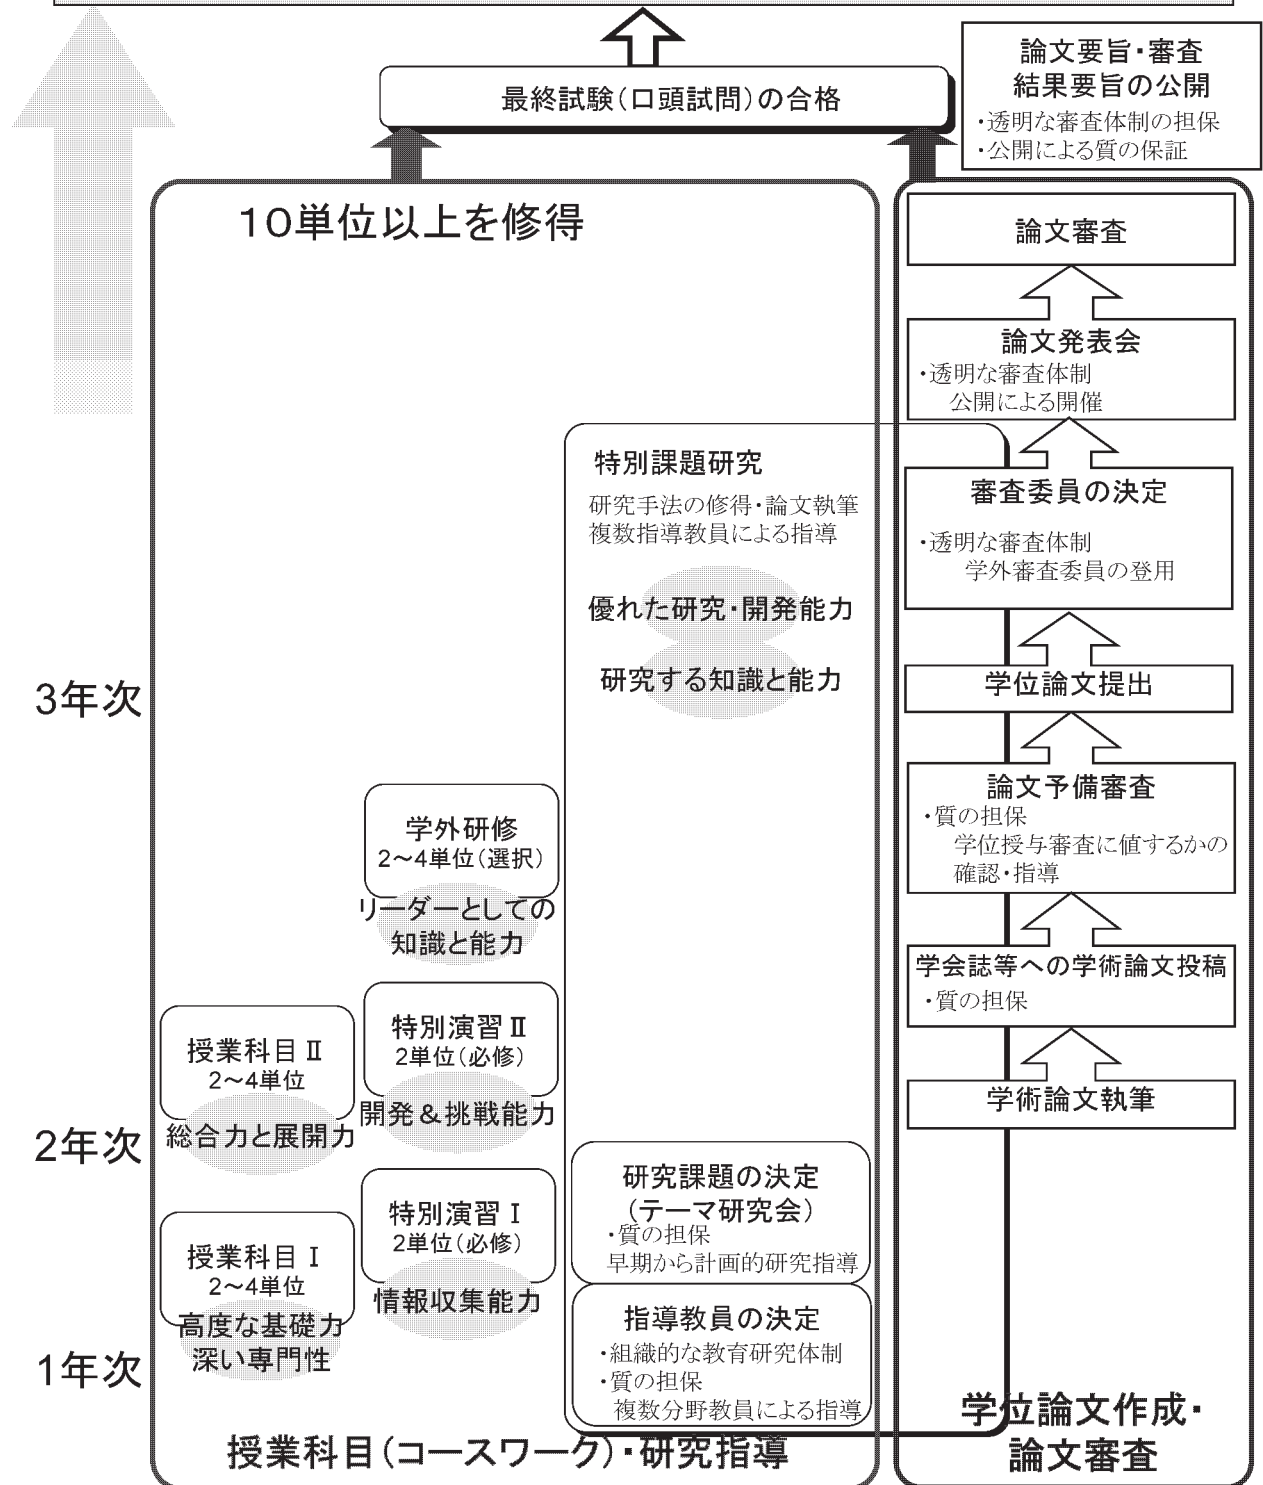 論文要旨・審査
結果要旨の公開
・透明な審査体制の担保
・公開による質の保証
最終試験(口頭試問)の合格
10単位以上を修得
論文審査
論文発表会
・透明な審査体制
公開による開催
特別課題研究
研究手法の修得・論文執筆
複数指導教員による指導
優れた研究・開発能力
研究する知識と能力
審査委員の決定
・透明な審査体制
学外審査委員の登用
学位論文提出
3年次
論文予備審査
・質の担保
学位授与審査に値するかの
確認・指導
学外研修
2～4単位(選択)
リーダーとしての
知識と能力
学会誌等への学術論文投稿
・質の担保
特別演習Ⅱ
2単位(必修)
開発&挑戦能力
授業科目Ⅱ
2～4単位
総合力と展開力
学術論文執筆
2年次
研究課題の決定
(テーマ研究会)
・質の担保
早期から計画的研究指導
特別演習Ⅰ
2単位(必修)
情報収集能力
授業科目Ⅰ
2～4単位
高度な基礎力
深い専門性
指導教員の決定
・組織的な教育研究体制
・質の担保
複数分野教員による指導
1年次
授業科目(コースワーク)・研究指導
学位論文作成・
論文審査